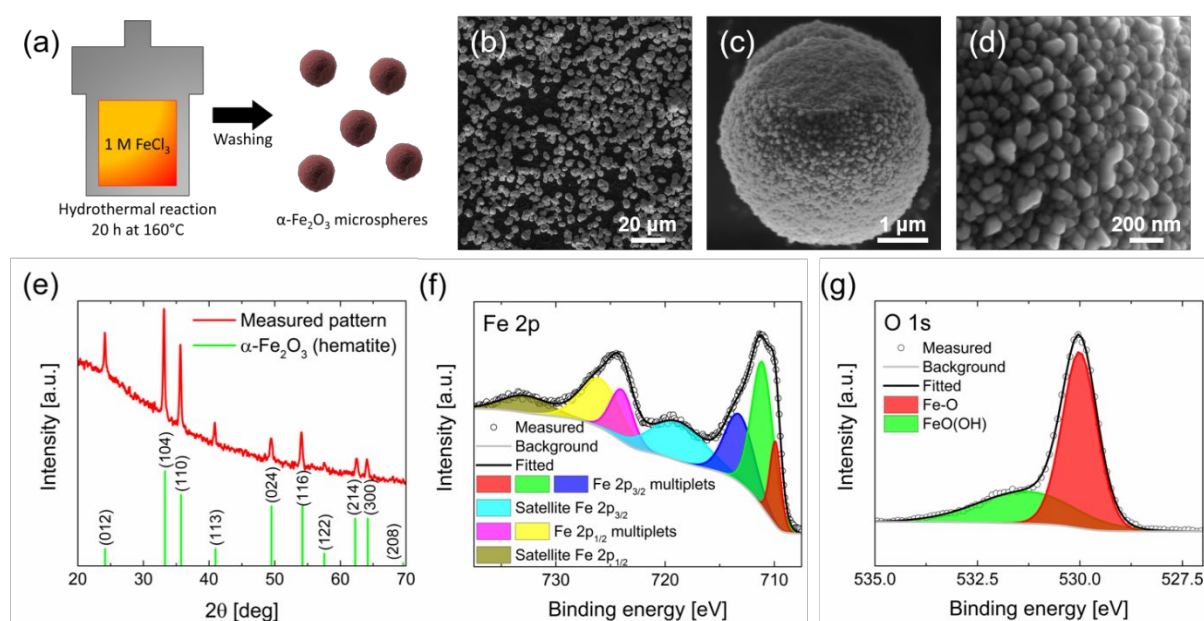 (a)
1 M FeCl₃
Washing
Hydrothermal reaction
20 h at 160°C
α-Fe₂O₃ microspheres
(b)
20 µm
(c)
1 µm
(d)
200 nm
(e)
Measured pattern
α-Fe₂O₃ (hematite)
Intensity [a.u.]
(012)
(104)
(110)
(113)
(024)
(116)
(122)
(214)
(300)
(208)
20 30 40 50 60 70
2θ [deg]
(f)
Fe 2p
Measured
Background
Fitted
Fe 2p₃/₂ multiplets
Satellite Fe 2p₃/₂
Fe 2p₁/₂ multiplets
Satellite Fe 2p₁/₂
Intensity [a.u.]
730 720 710
Binding energy [eV]
(g)
O 1s
Measured
Background
Fitted
Fe-O
FeO(OH)
Intensity [a.u.]
535.0 532.5 530.0 527.5
Binding energy [eV]